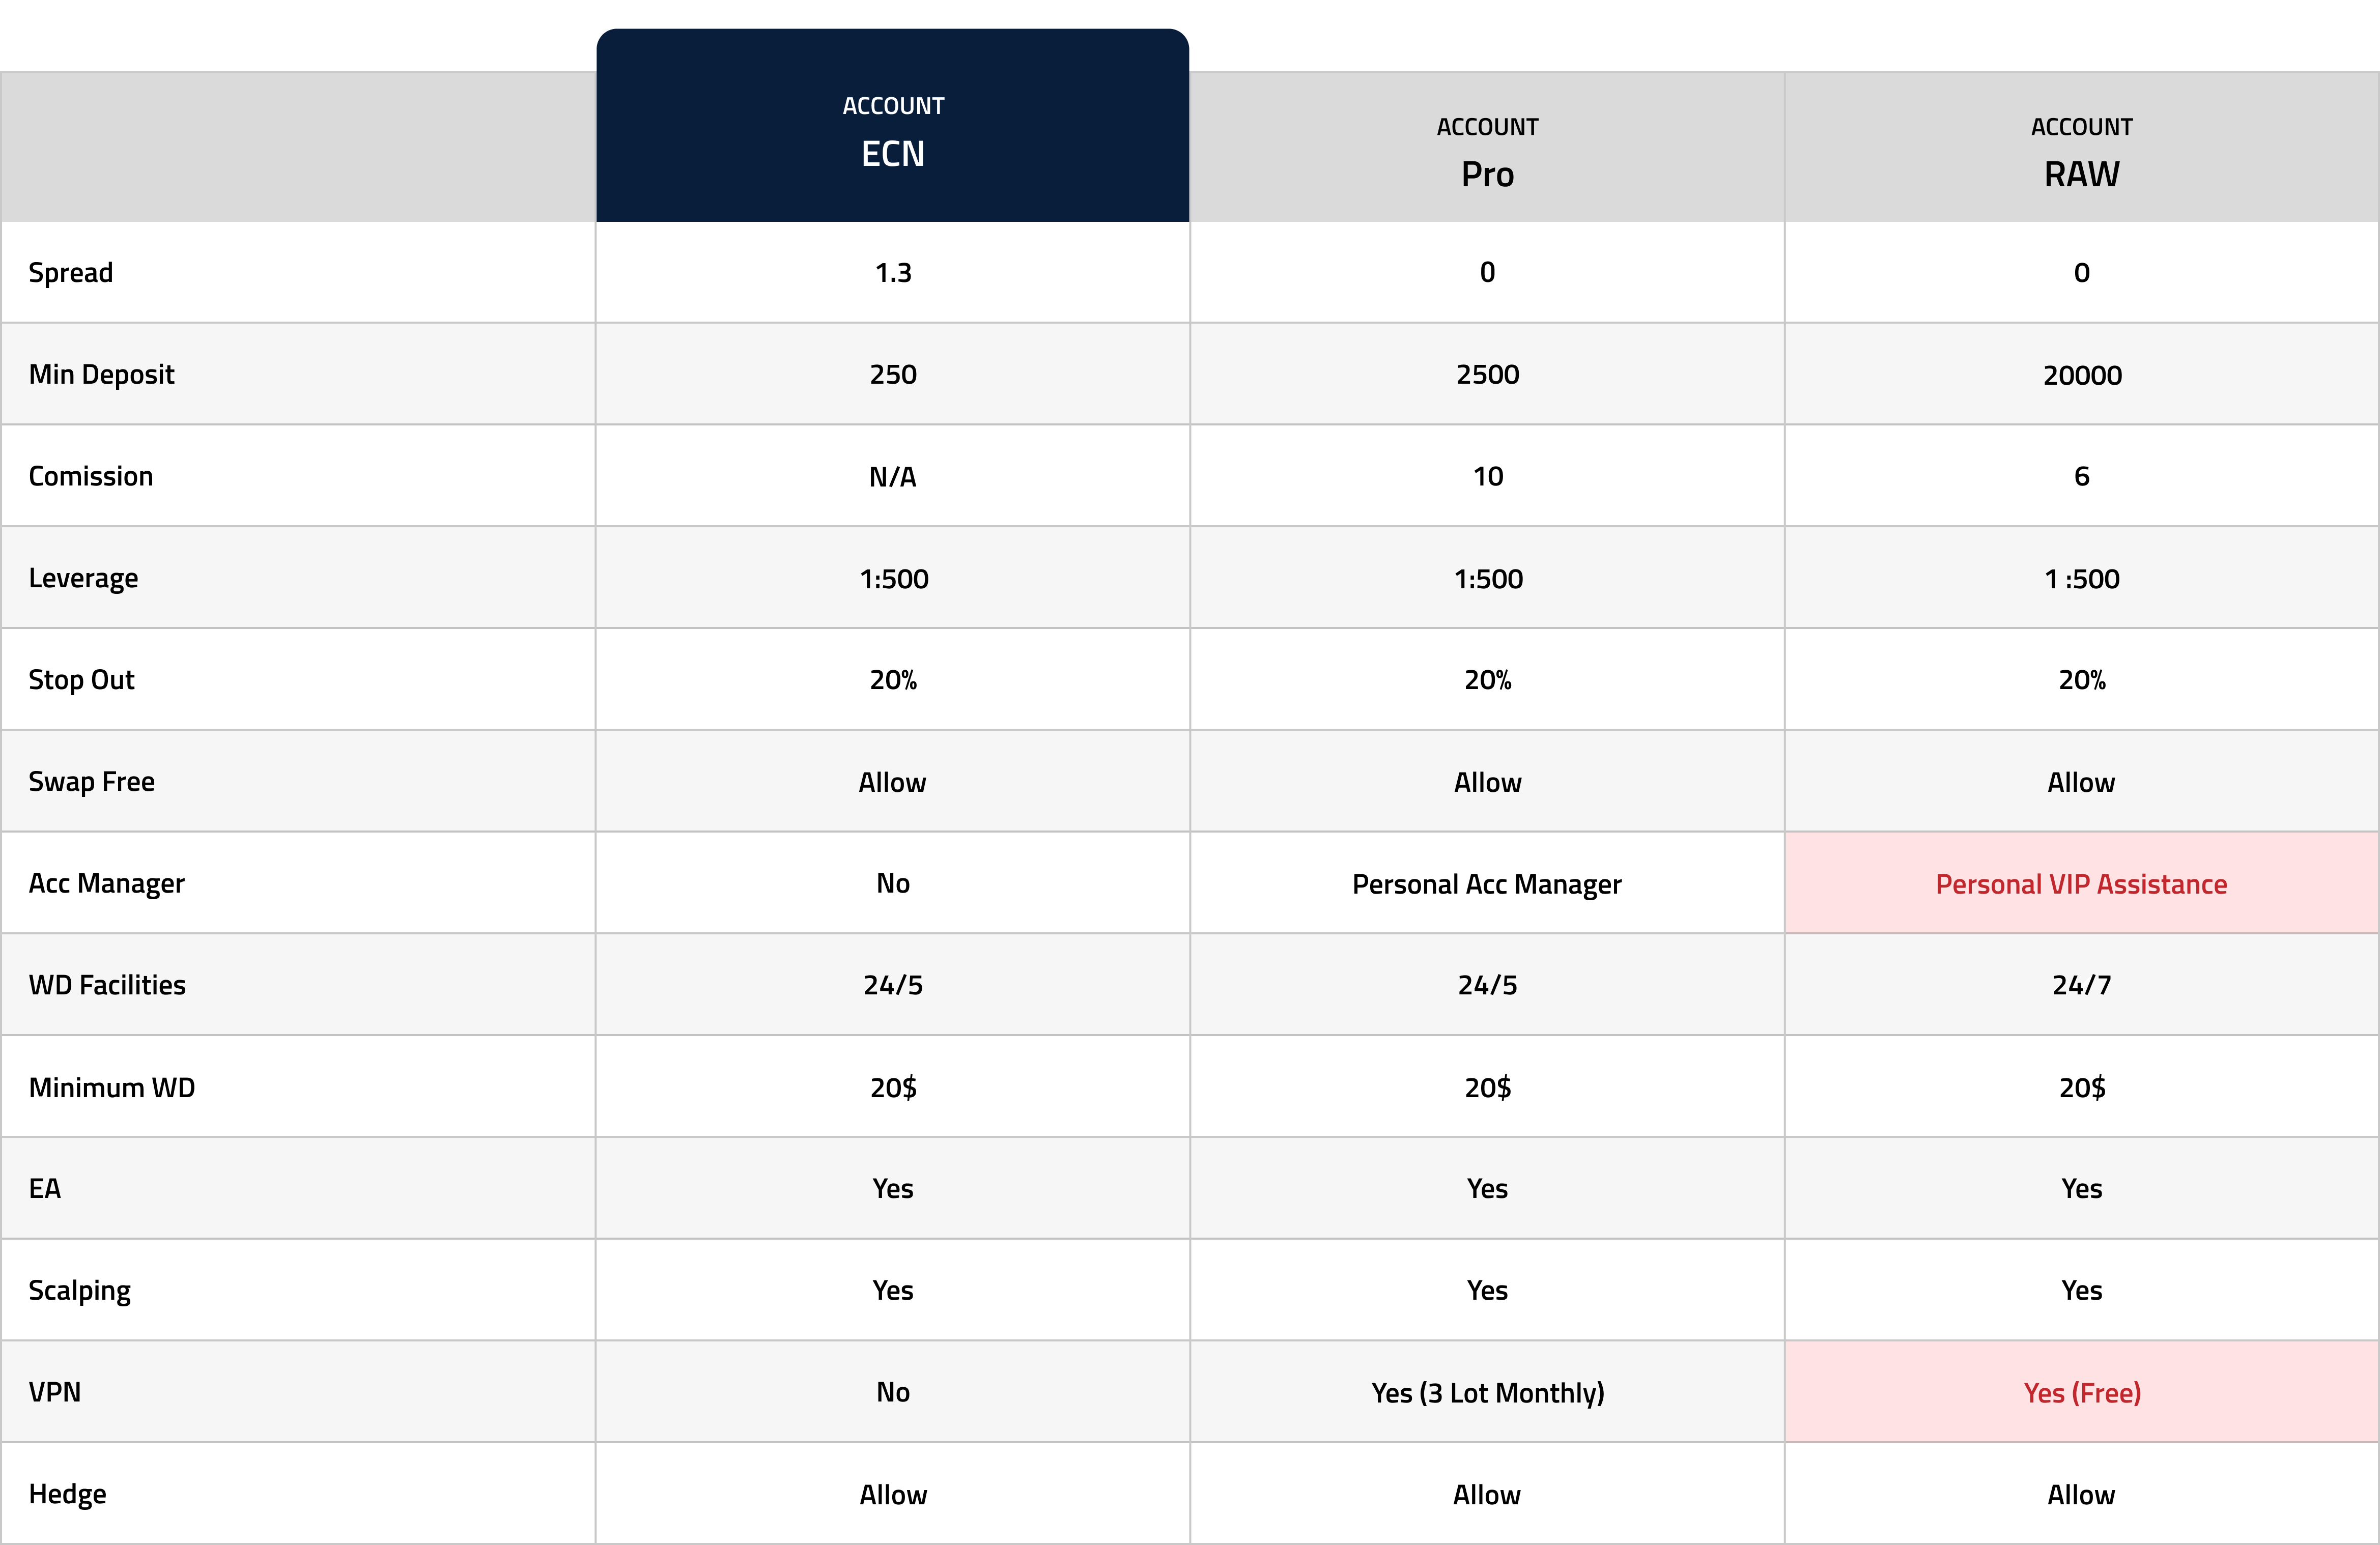 ACCOUNT ACCOUNT ACCOUNT
ECN Pro RAW
Spread 1.3 0 0
Min Deposit 250 2500 20000
Comission N/A 10 6
Leverage 1:500 1:500 1 :500
Stop Out 20% 20% 20%
Swap Free Allow Allow Allow
Acc Manager No Personal Acc Manager Personal VIP Assistance
WD Facilities 24/5 24/5 24/7
Minimum WD 20$ 20$ 20$
EA Yes Yes Yes
Scalping Yes Yes Yes
VPN No Yes (3 Lot Monthly) Yes (Free)
Hedge Allow Allow Allow